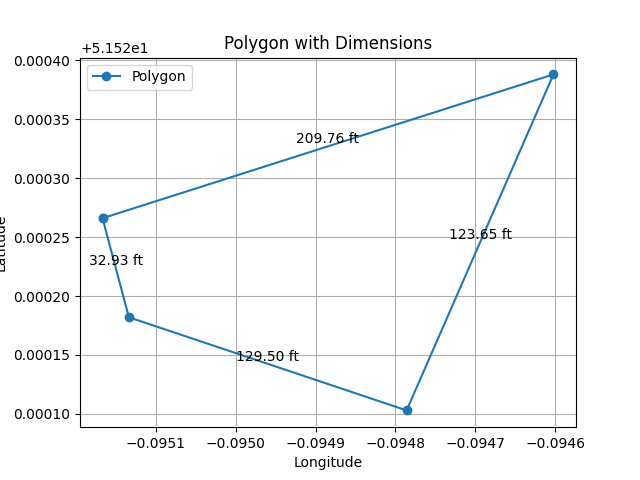 Polygon with Dimensions
+5.152e1
Polygon
0.00040
0.00035
0.00030
0.00025
0.00020
0.00015
0.00010
Latitude
209.76 ft
123.65 ft
32.93 ft
129.50 ft
−0.0951 −0.0950 −0.0949 −0.0948 −0.0947 −0.0946
Longitude